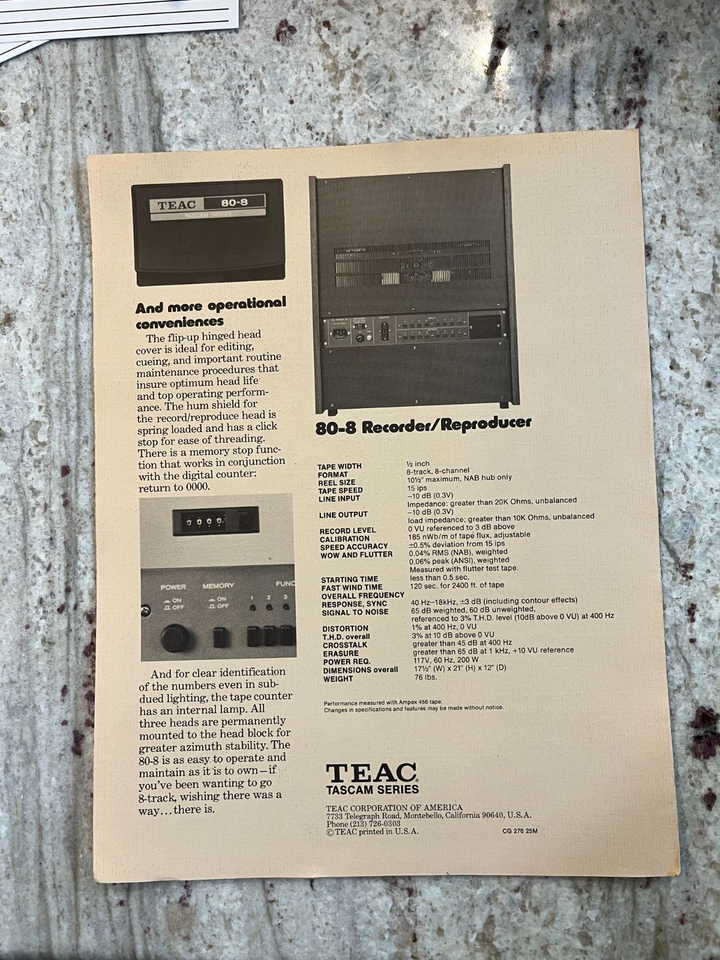 TEAC 80-8
TASCAM SERIES
And more operational
conveniences
The flip-up hinged head
cover is ideal for editing,
cueing, and important routine
maintenance procedures that
insure optimum head life
and top operating perform-
ance. The hum shield for
the record/reproduce head is
spring loaded and has a click
stop for ease of threading.
There is a memory stop func-
tion that works in conjunction
with the digital counter:
return to 0000.
0 0 0 0
POWER MEMORY FUNC
ON ON 1 2 3
OFF OFF
And for clear identification
of the numbers even in sub-
dued lighting, the tape counter
has an internal lamp. All
three heads are permanently
mounted to the head block for
greater azimuth stability. The
80-8 is as easy to operate and
maintain as it is to own—if
you've been wanting to go
8-track, wishing there was a
way...there is.
80-8 Recorder/Reproducer
TAPE WIDTH ½ inch
FORMAT 8-track, 8-channel
REEL SIZE 10½" maximum, NAB hub only
TAPE SPEED 15 ips
LINE INPUT −10 dB (0.3V)
Impedance: greater than 20K Ohms, unbalanced
LINE OUTPUT −10 dB (0.3V)
load impedance; greater than 10K Ohms, unbalanced
RECORD LEVEL 0 VU referenced to 3 dB above
CALIBRATION 185 nWb/m of tape flux, adjustable
SPEED ACCURACY ±0.5% deviation from 15 ips
WOW AND FLUTTER 0.04% RMS (NAB), weighted
0.06% peak (ANSI), weighted
Measured with flutter test tape.
STARTING TIME less than 0.5 sec.
FAST WIND TIME 120 sec. for 2400 ft. of tape
OVERALL FREQUENCY
RESPONSE, SYNC 40 Hz–18kHz, ±3 dB (including contour effects)
SIGNAL TO NOISE 65 dB weighted, 60 dB unweighted,
referenced to 3% T.H.D. level (10dB above 0 VU) at 400 Hz
DISTORTION 1% at 400 Hz, 0 VU
T.H.D. overall 3% at 10 dB above 0 VU
CROSSTALK greater than 45 dB at 400 Hz
ERASURE greater than 65 dB at 1 kHz, +10 VU reference
POWER REQ. 117V, 60 Hz, 200 W
DIMENSIONS overall 17½" (W) x 21" (H) x 12" (D)
WEIGHT 76 lbs.
Performance measured with Ampex 456 tape.
Changes in specifications and features may be made without notice.
TEAC®
TASCAM SERIES
TEAC CORPORATION OF AMERICA
7733 Telegraph Road, Montebello, California 90640, U.S.A.
Phone (213) 726-0303
© TEAC printed in U.S.A. CG 276 25M